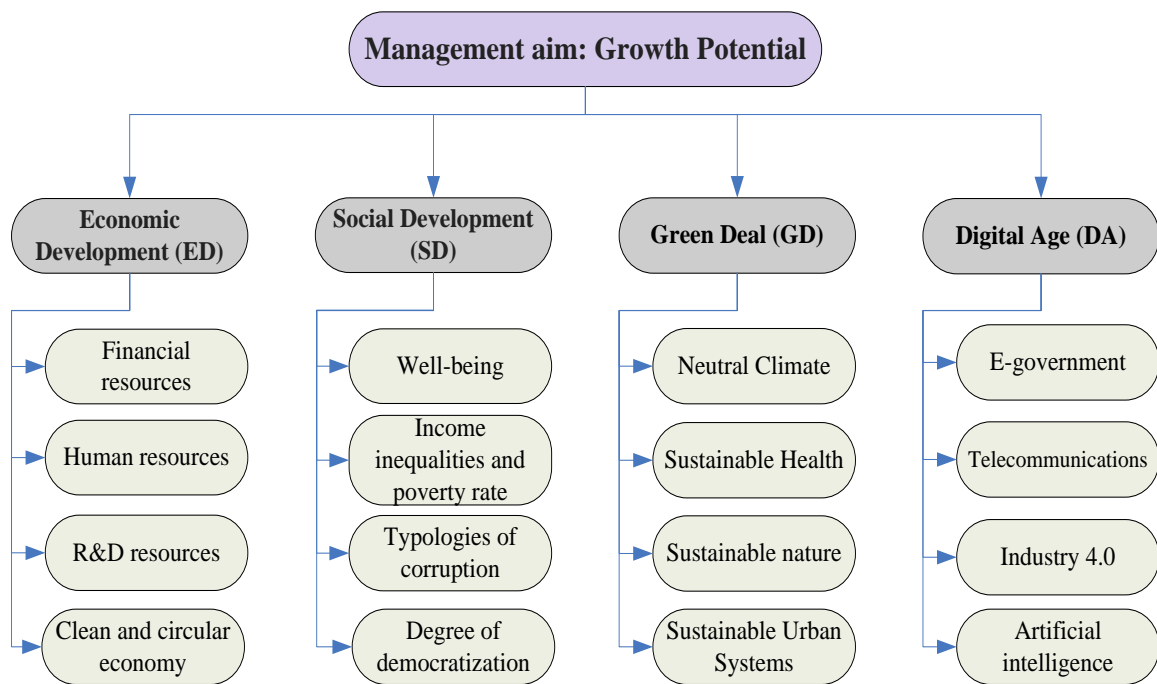 Management aim: Growth Potential
Economic
Development (ED)
Social Development
(SD)
Green Deal (GD)
Digital Age (DA)
Financial
resources
Human resources
R&D resources
Clean and circular
economy
Well-being
Income
inequalities and
poverty rate
Typologies of
corruption
Degree of
democratization
Neutral Climate
Sustainable Health
Sustainable nature
Sustainable Urban
Systems
E-government
Telecommunications
Industry 4.0
Artificial
intelligence